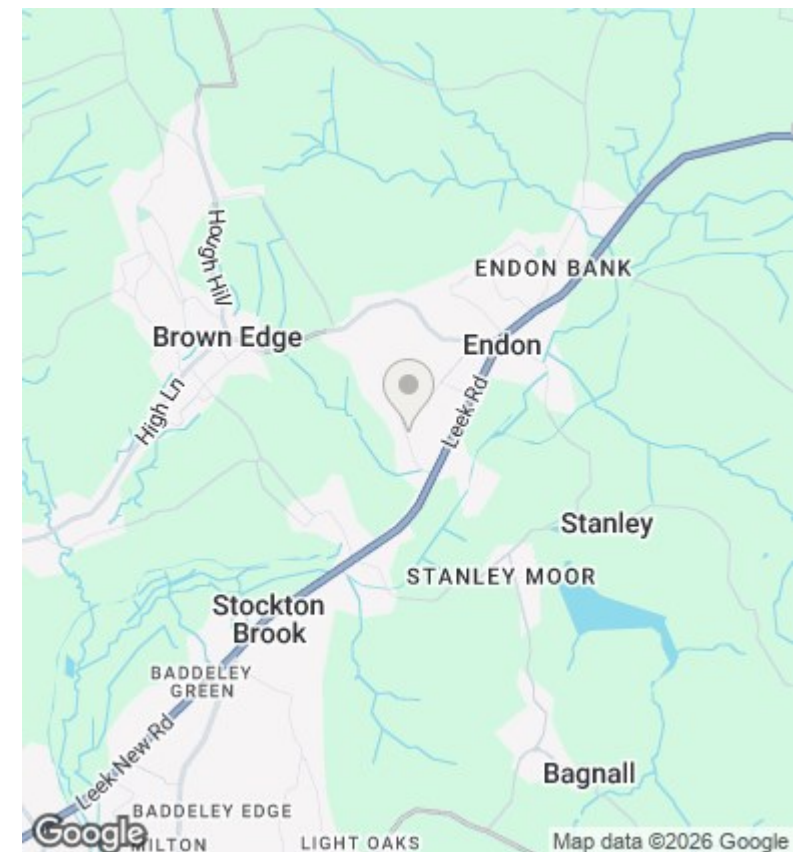 Hough Hill
ENDON BANK
Brown Edge
Endon
High Ln
Leek Rd
Stanley
STANLEY MOOR
Stockton
Brook
BADDELEY
GREEN
Leek New Rd
Bagnall
BADDELEY EDGE
MILTON
LIGHT OAKS
Google
Map data ©2026 Google